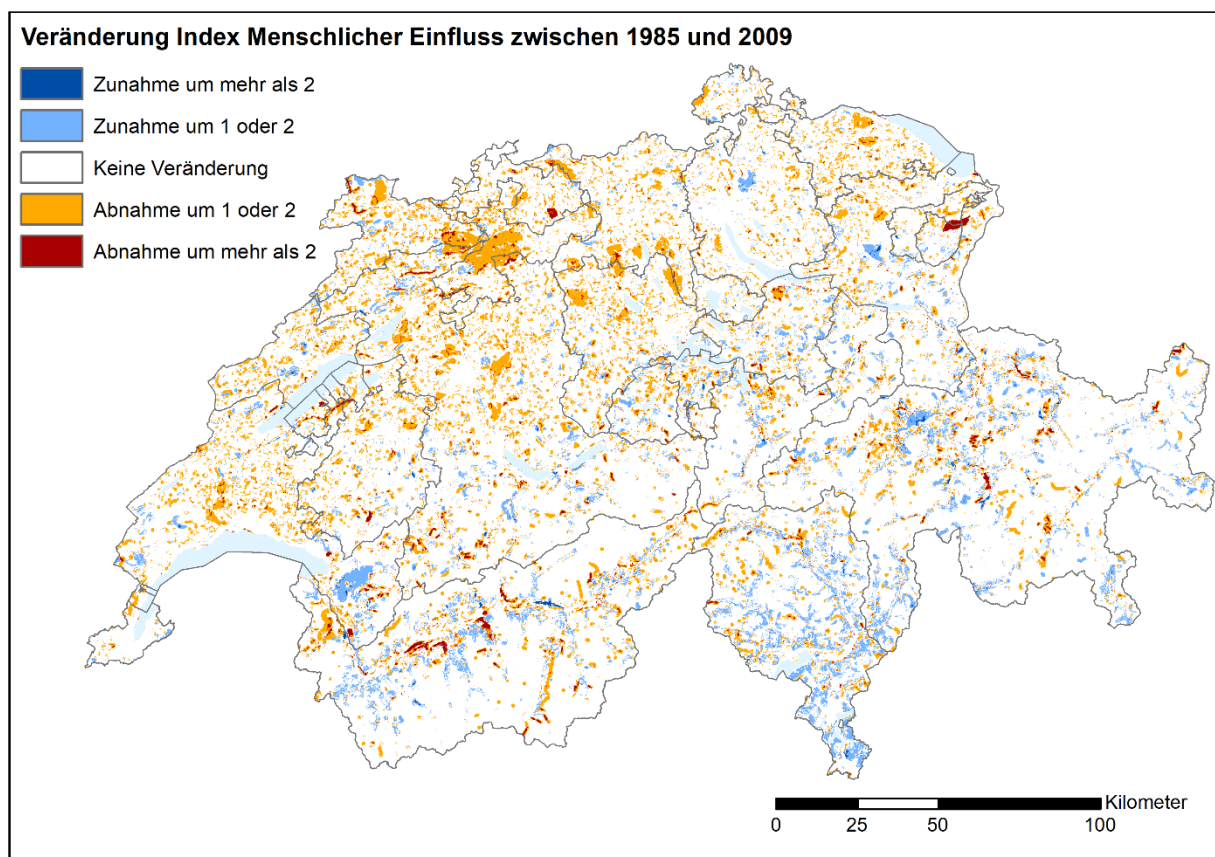 Veränderung Index Menschlicher Einfluss zwischen 1985 und 2009
Zunahme um mehr als 2
Zunahme um 1 oder 2
Keine Veränderung
Abnahme um 1 oder 2
Abnahme um mehr als 2
Kilometer
0 25 50 100